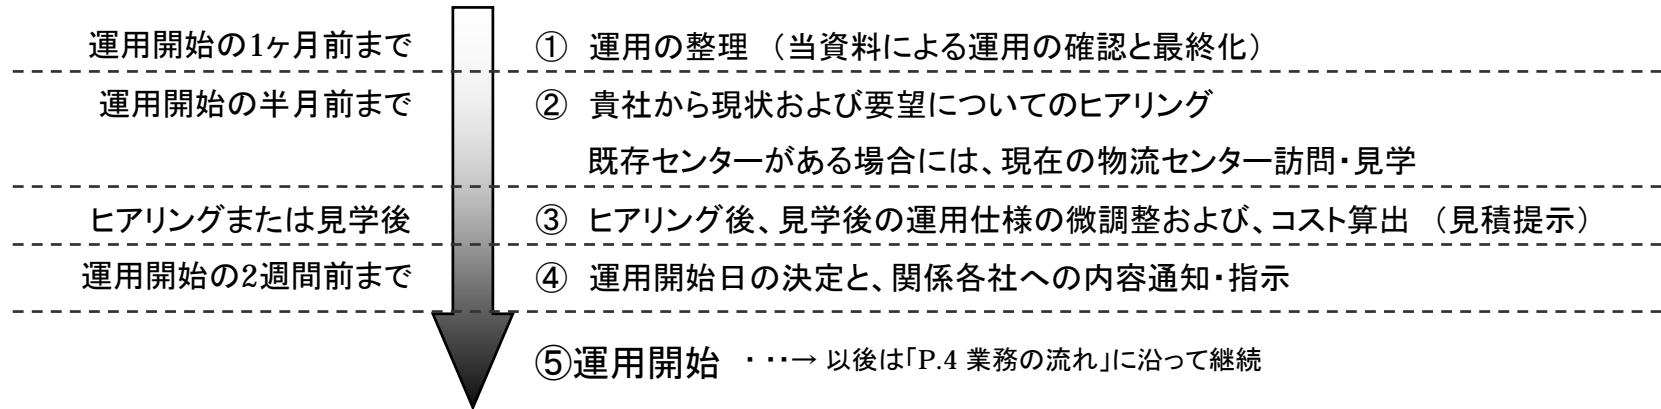 運用開始の1ヶ月前まで ① 運用の整理 （当資料による運用の確認と最終化）
運用開始の半月前まで ② 貴社から現状および要望についてのヒアリング
既存センターがある場合には、現在の物流センター訪問・見学
ヒアリングまたは見学後 ③ ヒアリング後、見学後の運用仕様の微調整および、コスト算出 （見積提示）
運用開始の2週間前まで ④ 運用開始日の決定と、関係各社への内容通知・指示
⑤運用開始 ・・・→ 以後は「P.4 業務の流れ」に沿って継続